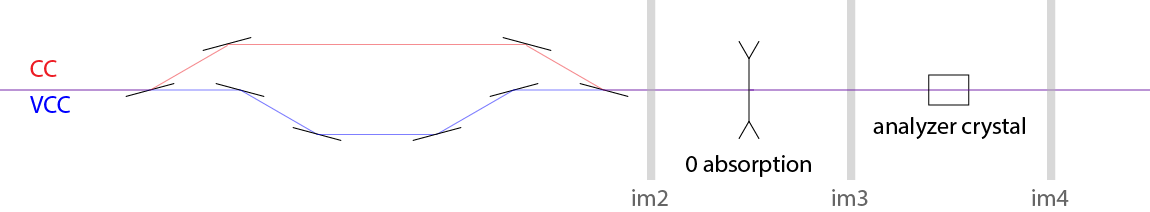 CC
VCC
0 absorption
analyzer crystal
im2
im3
im4